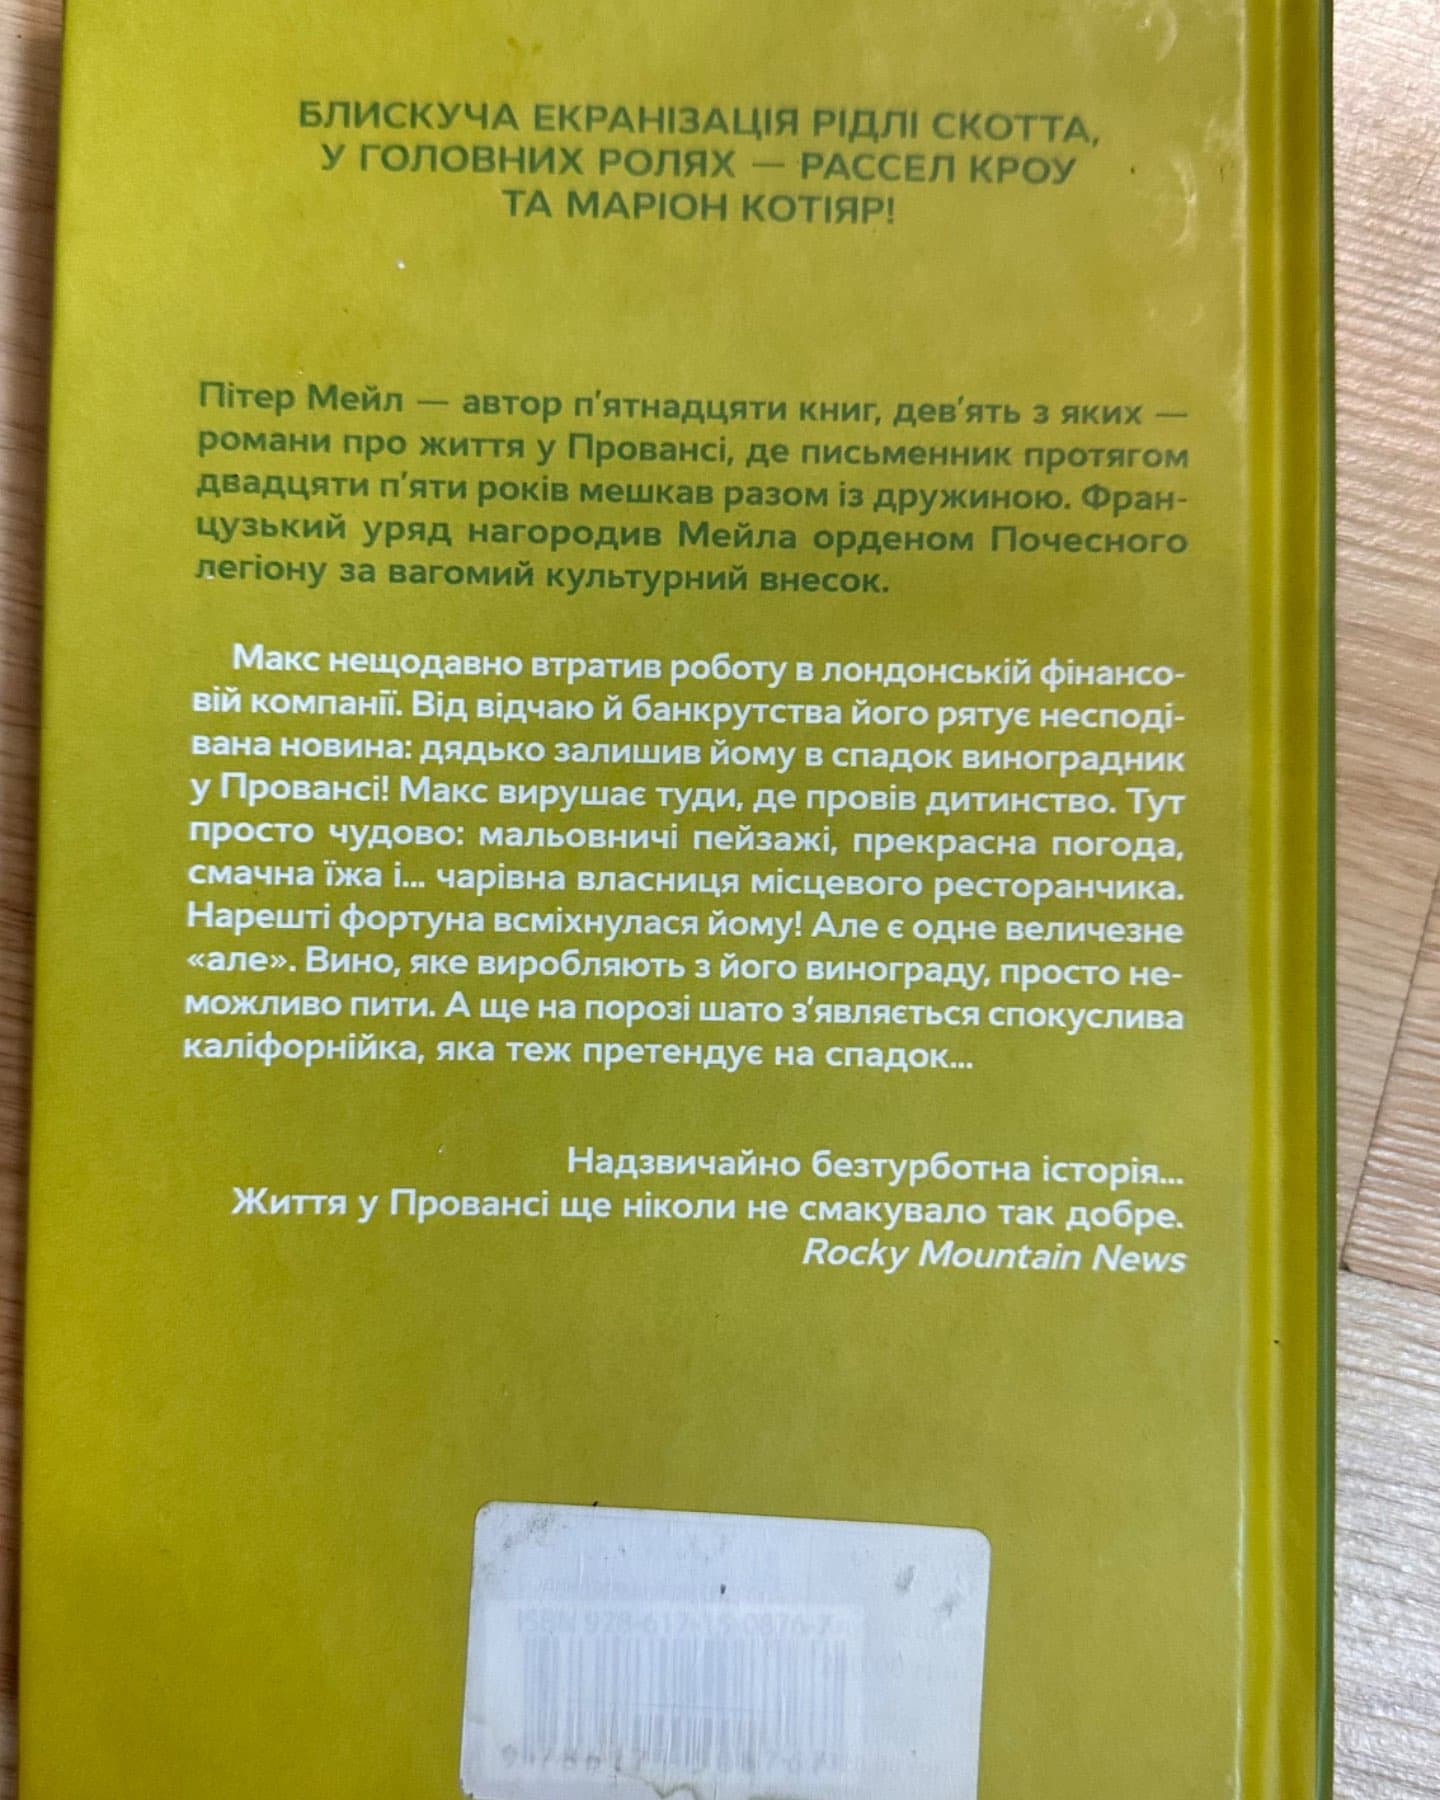 БЛИСКУЧА ЕКРАНІЗАЦІЯ РІДЛІ СКОТТА,
У ГОЛОВНИХ РОЛЯХ — РАССЕЛ КРОУ
ТА МАРІОН КОТІЯР!
Пітер Мейл — автор п’ятнадцяти книг, дев’ять з яких —
романи про життя у Провансі, де письменник протягом
двадцяти п’яти років мешкав разом із дружиною. Фран-
цузький уряд нагородив Мейла орденом Почесного
легіону за вагомий культурний внесок.
Макс нещодавно втратив роботу в лондонській фінансо-
вій компанії. Від відчаю й банкрутства його рятує несподі-
вана новина: дядько залишив йому в спадок виноградник
у Провансі! Макс вирушає туди, де провів дитинство. Тут
просто чудово: мальовничі пейзажі, прекрасна погода,
смачна їжа і... чарівна власниця місцевого ресторанчика.
Нарешті фортуна всміхнулася йому! Але є одне величезне
«але». Вино, яке виробляють з його винограду, просто не-
можливо пити. А ще на порозі шато з’являється спокуслива
каліфорнійка, яка теж претендує на спадок...
Надзвичайно безтурботна історія...
Життя у Провансі ще ніколи не смакувало так добре.
Rocky Mountain News
ISBN 978-617-15-0876-7